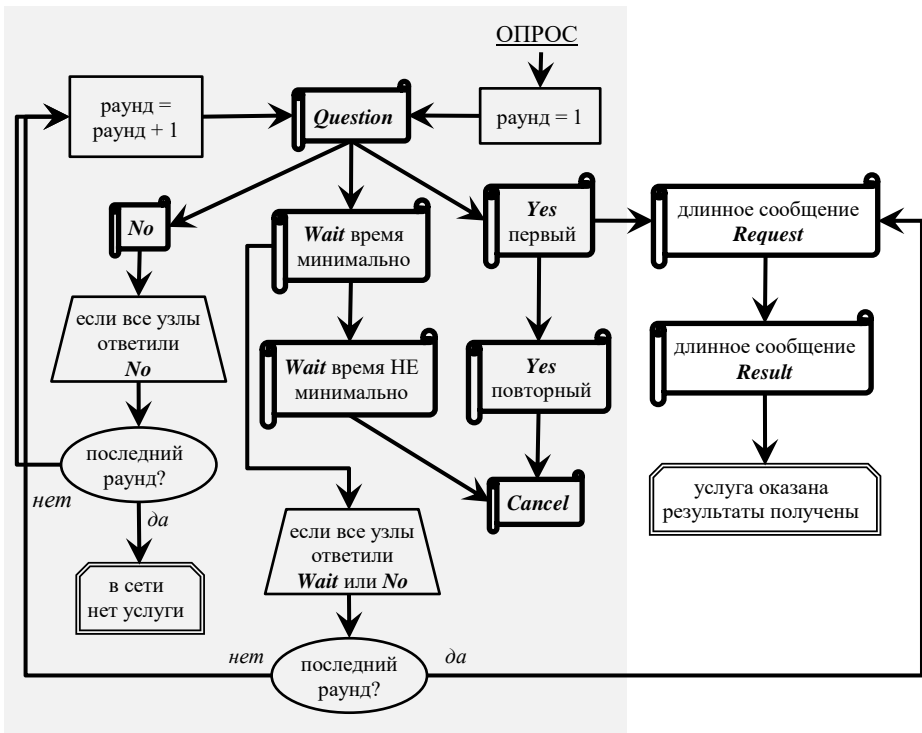 ОПРОС
раунд =
раунд + 1
Question
раунд = 1
No
Wait время
минимально
Yes
первый
длинное сообщение
Request
если все узлы
ответили
No
Wait время НЕ
минимально
Yes
повторный
длинное сообщение
Result
последний
раунд?
нет
да
Cancel
услуга оказана
результаты получены
если все узлы
ответили
Wait или No
в сети
нет услуги
нет
последний
раунд?
да